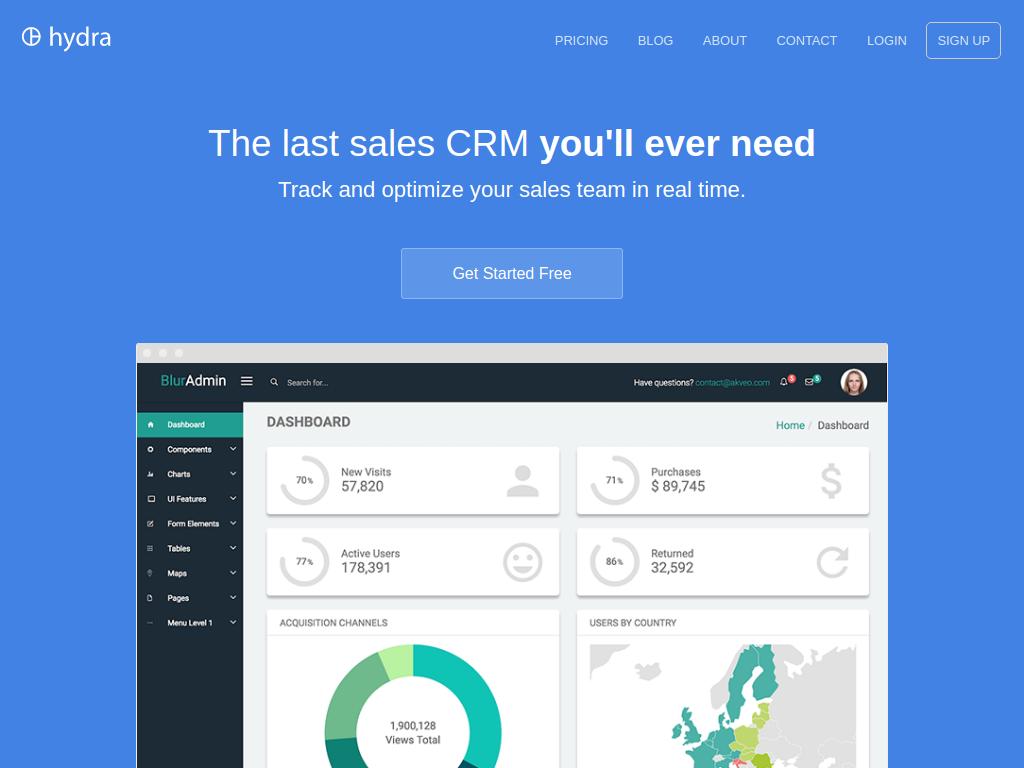 hydra
PRICING BLOG ABOUT CONTACT LOGIN SIGN UP
The last sales CRM you'll ever need
Track and optimize your sales team in real time.
Get Started Free
BlurAdmin Search for... Have questions? contact@akveo.com 5 5
Dashboard
Components
Charts
UI Features
Form Elements
Tables
Maps
Pages
Menu Level 1
DASHBOARD Home / Dashboard
70% New Visits
57,820
71% Purchases
$ 89,745
77% Active Users
178,391
86% Returned
32,592
ACQUISITION CHANNELS
1,900,128
Views Total
USERS BY COUNTRY